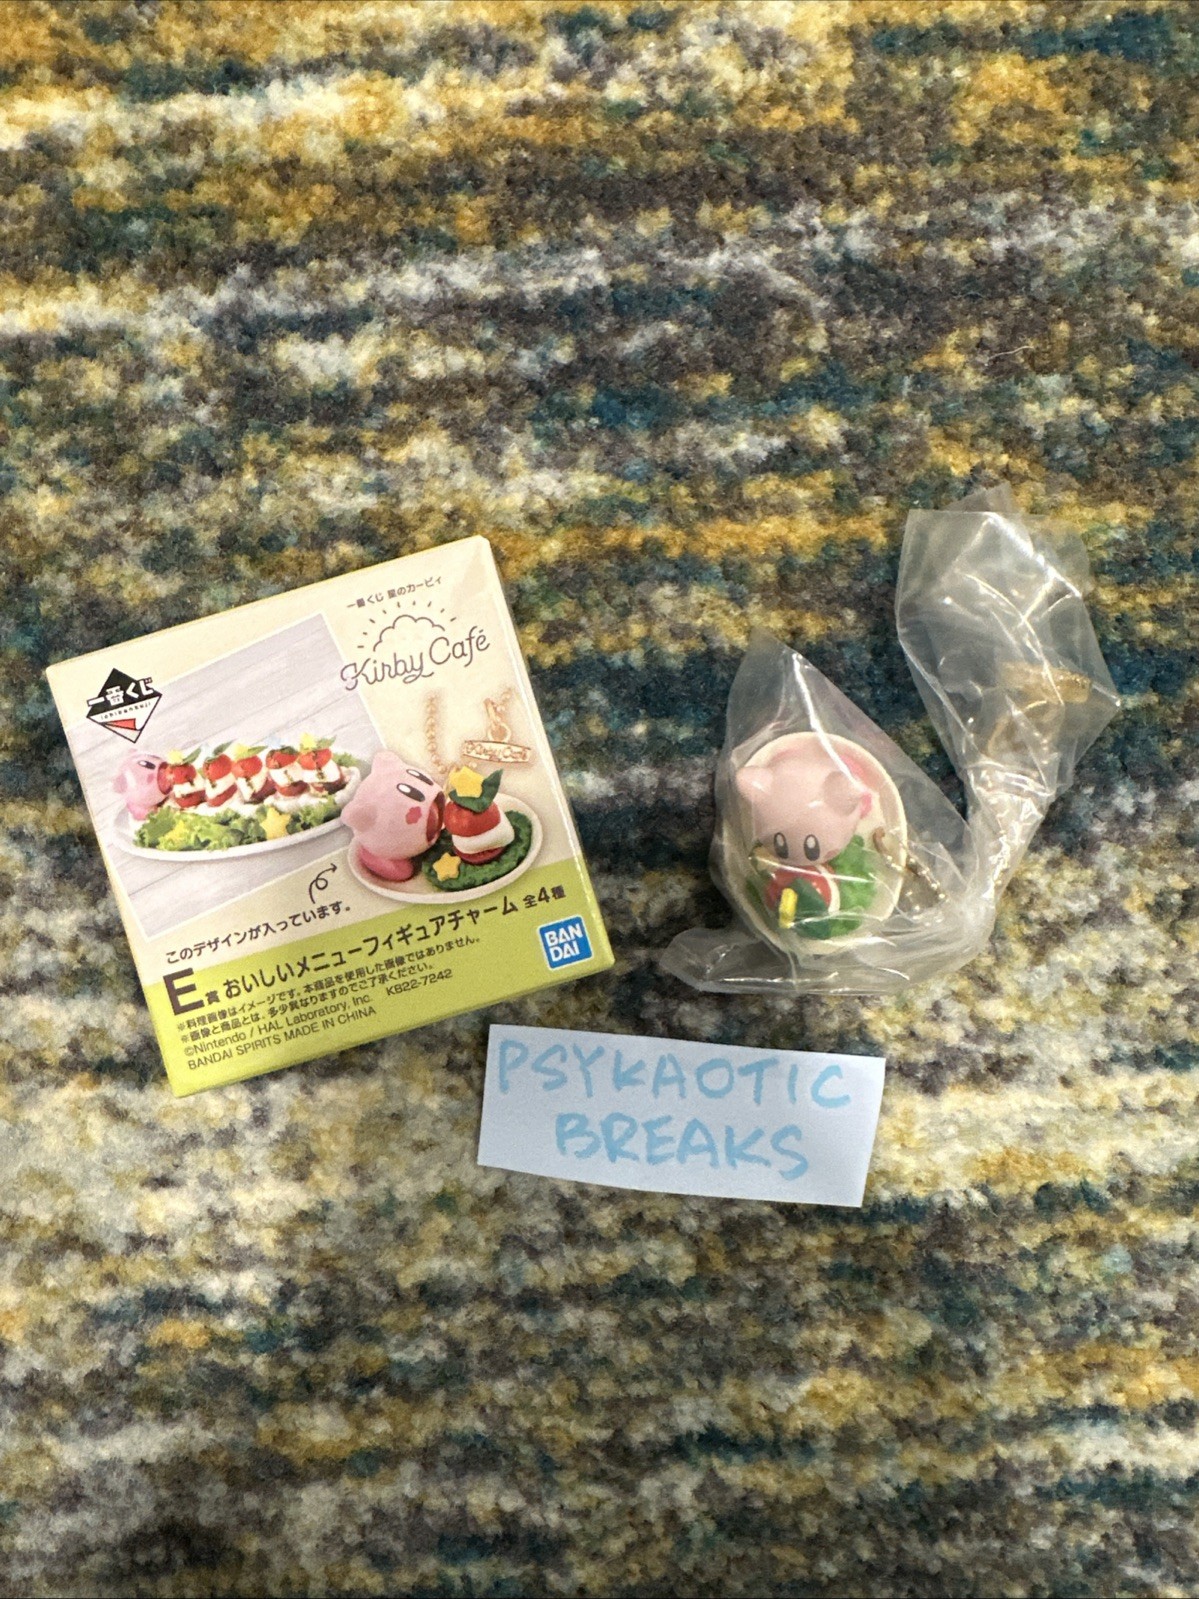 一番くじ 星のカービィ
Kirby Café
一番くじ
ichibankuji
Kirby Café
このデザインが入っています。
E賞 おいしいメニューフィギュアチャーム 全4種
※料理画像はイメージです。本商品を使用した画像ではありません。
※画像と商品とは、多少異なりますのでご了承ください。
©Nintendo / HAL Laboratory, Inc. KB22-7242
BANDAI SPIRITS MADE IN CHINA
BAN
DAI
PSYKAOTIC
BREAKS